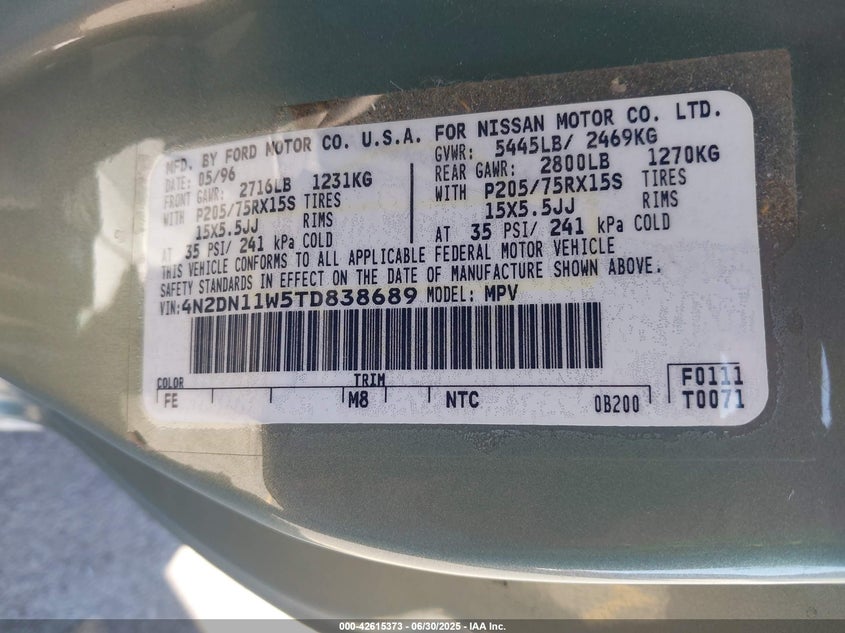 MFD. BY FORD MOTOR CO. U.S.A. FOR NISSAN MOTOR CO. LTD.
DATE: 05/96 GVWR: 5445LB/ 2469KG
FRONT GAWR: 2716LB 1231KG REAR GAWR: 2800LB 1270KG
WITH P205/75RX15S TIRES WITH P205/75RX15S TIRES
15X5.5JJ RIMS 15X5.5JJ RIMS
AT 35 PSI/ 241 kPa COLD AT 35 PSI/ 241 kPa COLD
THIS VEHICLE CONFORMS TO ALL APPLICABLE FEDERAL MOTOR VEHICLE
SAFETY STANDARDS IN EFFECT ON THE DATE OF MANUFACTURE SHOWN ABOVE.
VIN:4N2DN11W5TD838689 MODEL: MPV
COLOR TRIM
FE M8 NTC 0B200
F0111
T0071
000-42615373 - 06/30/2025 - IAA Inc.